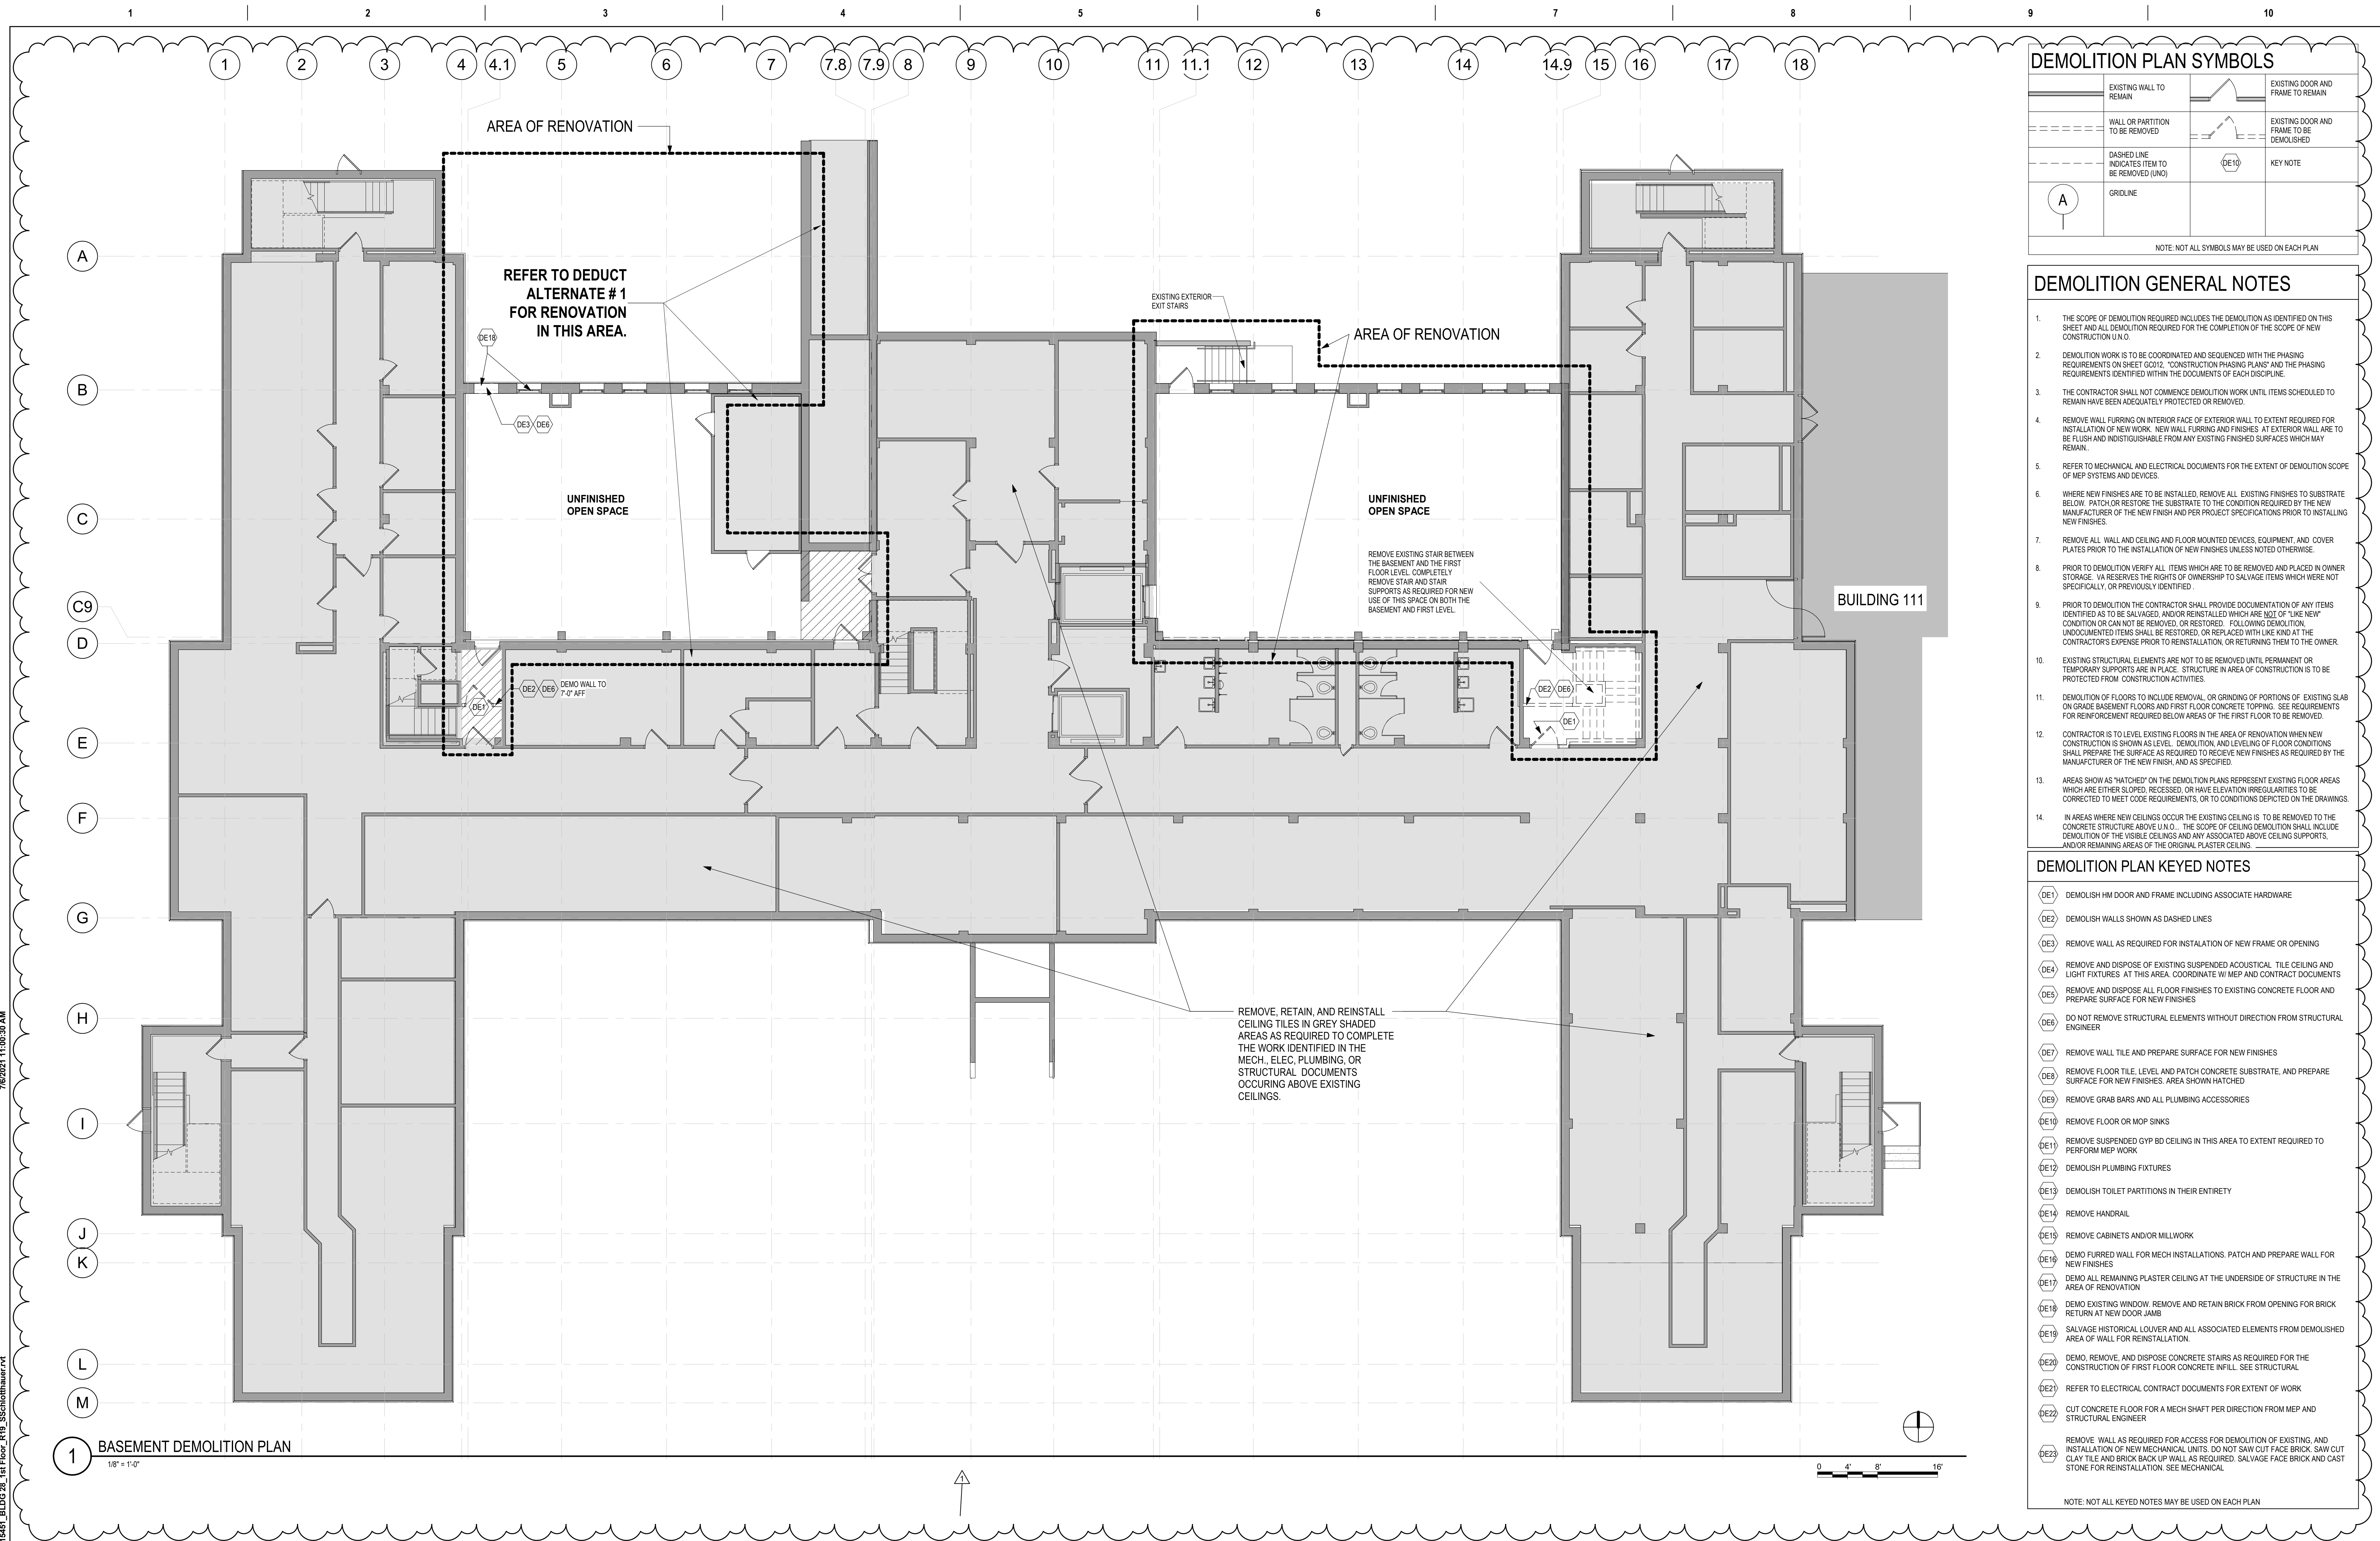 1 2 3 4 5 6 7 8 9 10
1 2 3 4 4.1 5 6 7 7.8 7.9 8 9 10 11 11.1 12 13 14 14.9 15 16 17 18
A
B
C
C9
D
E
F
G
H
I
J
K
L
M
AREA OF RENOVATION
REFER TO DEDUCT
ALTERNATE # 1
FOR RENOVATION
IN THIS AREA.
DE18
DE3 DE6
UNFINISHED
OPEN SPACE
DE1
DE2 DE6
DEMO WALL TO
7'-0" AFF
EXISTING EXTERIOR
EXIT STAIRS
AREA OF RENOVATION
UNFINISHED
OPEN SPACE
REMOVE EXISTING STAIR BETWEEN
THE BASEMENT AND THE FIRST
FLOOR LEVEL. COMPLETELY
REMOVE STAIR AND STAIR
SUPPORTS AS REQUIRED FOR NEW
USE OF THIS SPACE ON BOTH THE
BASEMENT AND FIRST LEVEL.
DE2 DE6
DE1
BUILDING 111
REMOVE, RETAIN, AND REINSTALL
CEILING TILES IN GREY SHADED
AREAS AS REQUIRED TO COMPLETE
THE WORK IDENTIFIED IN THE
MECH., ELEC, PLUMBING, OR
STRUCTURAL DOCUMENTS
OCCURING ABOVE EXISTING
CEILINGS.
1 BASEMENT DEMOLITION PLAN
1/8" = 1'-0"
1
0 4' 8' 16'
7/6/2021 11:00:30 AM
15451_BLDG 28_1st Floor_R19_SSchlotthauer.rvt
DEMOLITION PLAN SYMBOLS
EXISTING WALL TO
REMAIN
EXISTING DOOR AND
FRAME TO REMAIN
WALL OR PARTITION
TO BE REMOVED
EXISTING DOOR AND
FRAME TO BE
DEMOLISHED
DASHED LINE
INDICATES ITEM TO
BE REMOVED (UNO)
DE10
KEY NOTE
A
GRIDLINE
NOTE: NOT ALL SYMBOLS MAY BE USED ON EACH PLAN
DEMOLITION GENERAL NOTES
1. THE SCOPE OF DEMOLITION REQUIRED INCLUDES THE DEMOLITION AS IDENTIFIED ON THIS
SHEET AND ALL DEMOLITION REQUIRED FOR THE COMPLETION OF THE SCOPE OF NEW
CONSTRUCTION U.N.O.
2. DEMOLITION WORK IS TO BE COORDINATED AND SEQUENCED WITH THE PHASING
REQUIREMENTS ON SHEET GC012, "CONSTRUCTION PHASING PLANS" AND THE PHASING
REQUIREMENTS IDENTIFIED WITHIN THE DOCUMENTS OF EACH DISCIPLINE.
3. THE CONTRACTOR SHALL NOT COMMENCE DEMOLITION WORK UNTIL ITEMS SCHEDULED TO
REMAIN HAVE BEEN ADEQUATELY PROTECTED OR REMOVED.
4. REMOVE WALL FURRING ON INTERIOR FACE OF EXTERIOR WALL TO EXTENT REQUIRED FOR
INSTALLATION OF NEW WORK. NEW WALL FURRING AND FINISHES AT EXTERIOR WALL ARE TO
BE FLUSH AND INDISTIGUISHABLE FROM ANY EXISTING FINISHED SURFACES WHICH MAY
REMAIN..
5. REFER TO MECHANICAL AND ELECTRICAL DOCUMENTS FOR THE EXTENT OF DEMOLITION SCOPE
OF MEP SYSTEMS AND DEVICES.
6. WHERE NEW FINISHES ARE TO BE INSTALLED, REMOVE ALL EXISTING FINISHES TO SUBSTRATE
BELOW. PATCH,OR RESTORE THE SUBSTRATE TO THE CONDITION REQUIRED BY THE NEW
MANUFACTURER OF THE NEW FINISH AND PER PROJECT SPECIFICATIONS PRIOR TO INSTALLING
NEW FINISHES.
7. REMOVE ALL WALL AND CEILING AND FLOOR MOUNTED DEVICES, EQUIPMENT, AND COVER
PLATES PRIOR TO THE INSTALLATION OF NEW FINISHES UNLESS NOTED OTHERWISE.
8. PRIOR TO DEMOLITION VERIFY ALL ITEMS WHICH ARE TO BE REMOVED AND PLACED IN OWNER
STORAGE. VA RESERVES THE RIGHTS OF OWNERSHIP TO SALVAGE ITEMS WHICH WERE NOT
SPECIFICALLY, OR PREVIOUSLY IDENTIFIED .
9. PRIOR TO DEMOLITION THE CONTRACTOR SHALL PROVIDE DOCUMENTATION OF ANY ITEMS
IDENTIFIED AS TO BE SALVAGED, AND/OR REINSTALLED WHICH ARE NOT OF "LIKE NEW"
CONDITION OR CAN NOT BE REMOVED, OR RESTORED. FOLLOWING DEMOLITION,
UNDOCUMENTED ITEMS SHALL BE RESTORED, OR REPLACED WITH LIKE KIND AT THE
CONTRACTOR'S EXPENSE PRIOR TO REINSTALLATION, OR RETURNING THEM TO THE OWNER.
10. EXISTING STRUCTURAL ELEMENTS ARE NOT TO BE REMOVED UNTIL PERMANENT OR
TEMPORARY SUPPORTS ARE IN PLACE. STRUCTURE IN AREA OF CONSTRUCTION IS TO BE
PROTECTED FROM CONSTRUCTION ACTIVITIES.
11. DEMOLITION OF FLOORS TO INCLUDE REMOVAL, OR GRINDING OF PORTIONS OF EXISTING SLAB
ON GRADE BASEMENT FLOORS AND FIRST FLOOR CONCRETE TOPPING. SEE REQUIREMENTS
FOR REINFORCEMENT REQUIRED BELOW AREAS OF THE FIRST FLOOR TO BE REMOVED.
12. CONTRACTOR IS TO LEVEL EXISTING FLOORS IN THE AREA OF RENOVATION WHEN NEW
CONSTRUCTION IS SHOWN AS LEVEL. DEMOLITION, AND LEVELING OF FLOOR CONDITIONS
SHALL PREPARE THE SURFACE AS REQUIRED TO RECIEVE NEW FINISHES AS REQUIRED BY THE
MANUAFCTURER OF THE NEW FINISH, AND AS SPECIFIED.
13. AREAS SHOW AS "HATCHED" ON THE DEMOLTION PLANS REPRESENT EXISTING FLOOR AREAS
WHICH ARE EITHER SLOPED, RECESSED, OR HAVE ELEVATION IRREGULARITIES TO BE
CORRECTED TO MEET CODE REQUIREMENTS, OR TO CONDITIONS DEPICTED ON THE DRAWINGS.
14. IN AREAS WHERE NEW CEILINGS OCCUR THE EXISTING CEILING IS TO BE REMOVED TO THE
CONCRETE STRUCTURE ABOVE U.N.O... THE SCOPE OF CEILING DEMOLITION SHALL INCLUDE
DEMOLITION OF THE VISIBLE CEILINGS AND ANY ASSOCIATED ABOVE CEILING SUPPORTS,
AND/OR REMAINING AREAS OF THE ORIGINAL PLASTER CEILING.
DEMOLITION PLAN KEYED NOTES
DE1 DEMOLISH HM DOOR AND FRAME INCLUDING ASSOCIATE HARDWARE
DE2 DEMOLISH WALLS SHOWN AS DASHED LINES
DE3 REMOVE WALL AS REQUIRED FOR INSTALATION OF NEW FRAME OR OPENING
DE4 REMOVE AND DISPOSE OF EXISTING SUSPENDED ACOUSTICAL TILE CEILING AND
LIGHT FIXTURES AT THIS AREA. COORDINATE W/ MEP AND CONTRACT DOCUMENTS
DE5 REMOVE AND DISPOSE ALL FLOOR FINISHES TO EXISTING CONCRETE FLOOR AND
PREPARE SURFACE FOR NEW FINISHES
DE6 DO NOT REMOVE STRUCTURAL ELEMENTS WITHOUT DIRECTION FROM STRUCTURAL
ENGINEER
DE7 REMOVE WALL TILE AND PREPARE SURFACE FOR NEW FINISHES
DE8 REMOVE FLOOR TILE, LEVEL AND PATCH CONCRETE SUBSTRATE, AND PREPARE
SURFACE FOR NEW FINISHES. AREA SHOWN HATCHED
DE9 REMOVE GRAB BARS AND ALL PLUMBING ACCESSORIES
DE10 REMOVE FLOOR OR MOP SINKS
DE11 REMOVE SUSPENDED GYP BD CEILING IN THIS AREA TO EXTENT REQUIRED TO
PERFORM MEP WORK
DE12 DEMOLISH PLUMBING FIXTURES
DE13 DEMOLISH TOILET PARTITIONS IN THEIR ENTIRETY
DE14 REMOVE HANDRAIL
DE15 REMOVE CABINETS AND/OR MILLWORK
DE16 DEMO FURRED WALL FOR MECH INSTALLATIONS. PATCH AND PREPARE WALL FOR
NEW FINISHES
DE17 DEMO ALL REMAINING PLASTER CEILING AT THE UNDERSIDE OF STRUCTURE IN THE
AREA OF RENOVATION
DE18 DEMO EXISTING WINDOW. REMOVE AND RETAIN BRICK FROM OPENING FOR BRICK
RETURN AT NEW DOOR JAMB
DE19 SALVAGE HISTORICAL LOUVER AND ALL ASSOCIATED ELEMENTS FROM DEMOLISHED
AREA OF WALL FOR REINSTALLATION.
DE20 DEMO, REMOVE, AND DISPOSE CONCRETE STAIRS AS REQUIRED FOR THE
CONSTRUCTION OF FIRST FLOOR CONCRETE INFILL. SEE STRUCTURAL
DE21 REFER TO ELECTRICAL CONTRACT DOCUMENTS FOR EXTENT OF WORK
DE22 CUT CONCRETE FLOOR FOR A MECH SHAFT PER DIRECTION FROM MEP AND
STRUCTURAL ENGINEER
DE23 REMOVE WALL AS REQUIRED FOR ACCESS FOR DEMOLITION OF EXISTING, AND
INSTALLATION OF NEW MECHANICAL UNITS. DO NOT SAW CUT FACE BRICK. SAW CUT
CLAY TILE AND BRICK BACK UP WALL AS REQUIRED. SALVAGE FACE BRICK AND CAST
STONE FOR REINSTALLATION. SEE MECHANICAL
NOTE: NOT ALL KEYED NOTES MAY BE USED ON EACH PLAN